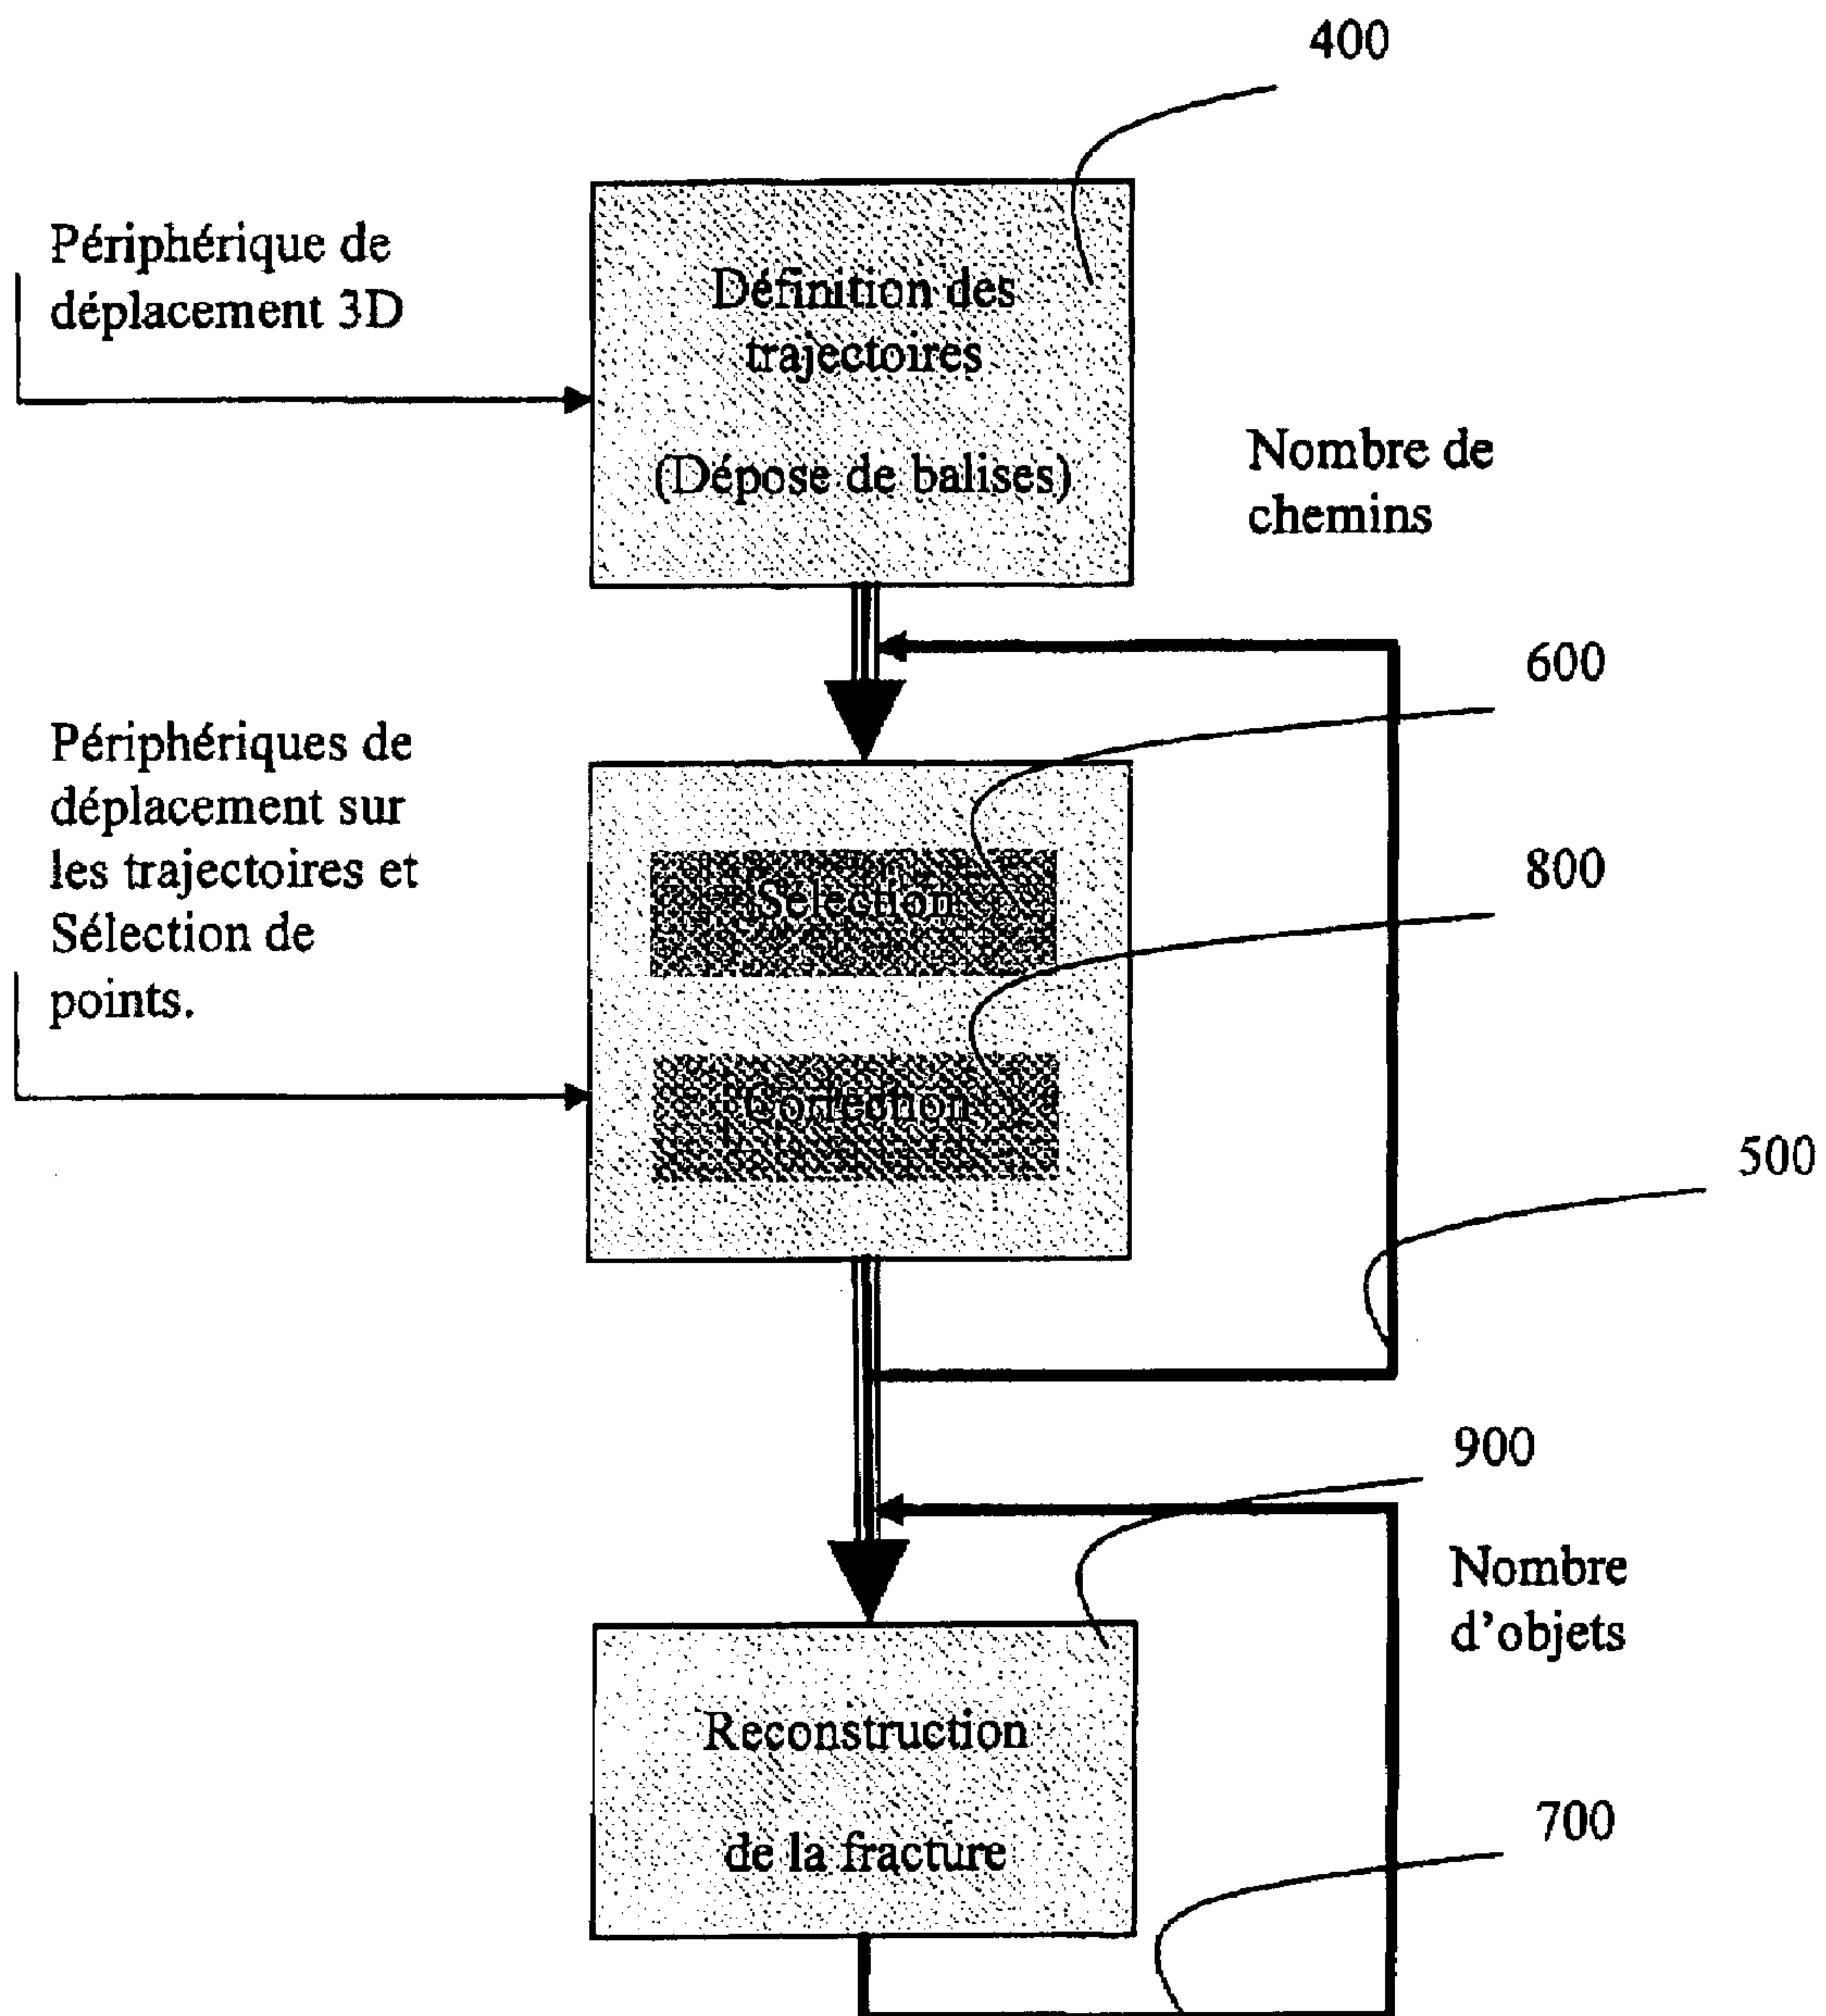 400
Périphérique de
déplacement 3D
Définition des
trajectoires
(Dépose de balises)
Nombre de
chemins
600
Périphériques de
déplacement sur
les trajectoires et
Sélection de
points.
Sélection
800
Correction
500
900
Nombre
d'objets
Reconstruction
de la fracture
700